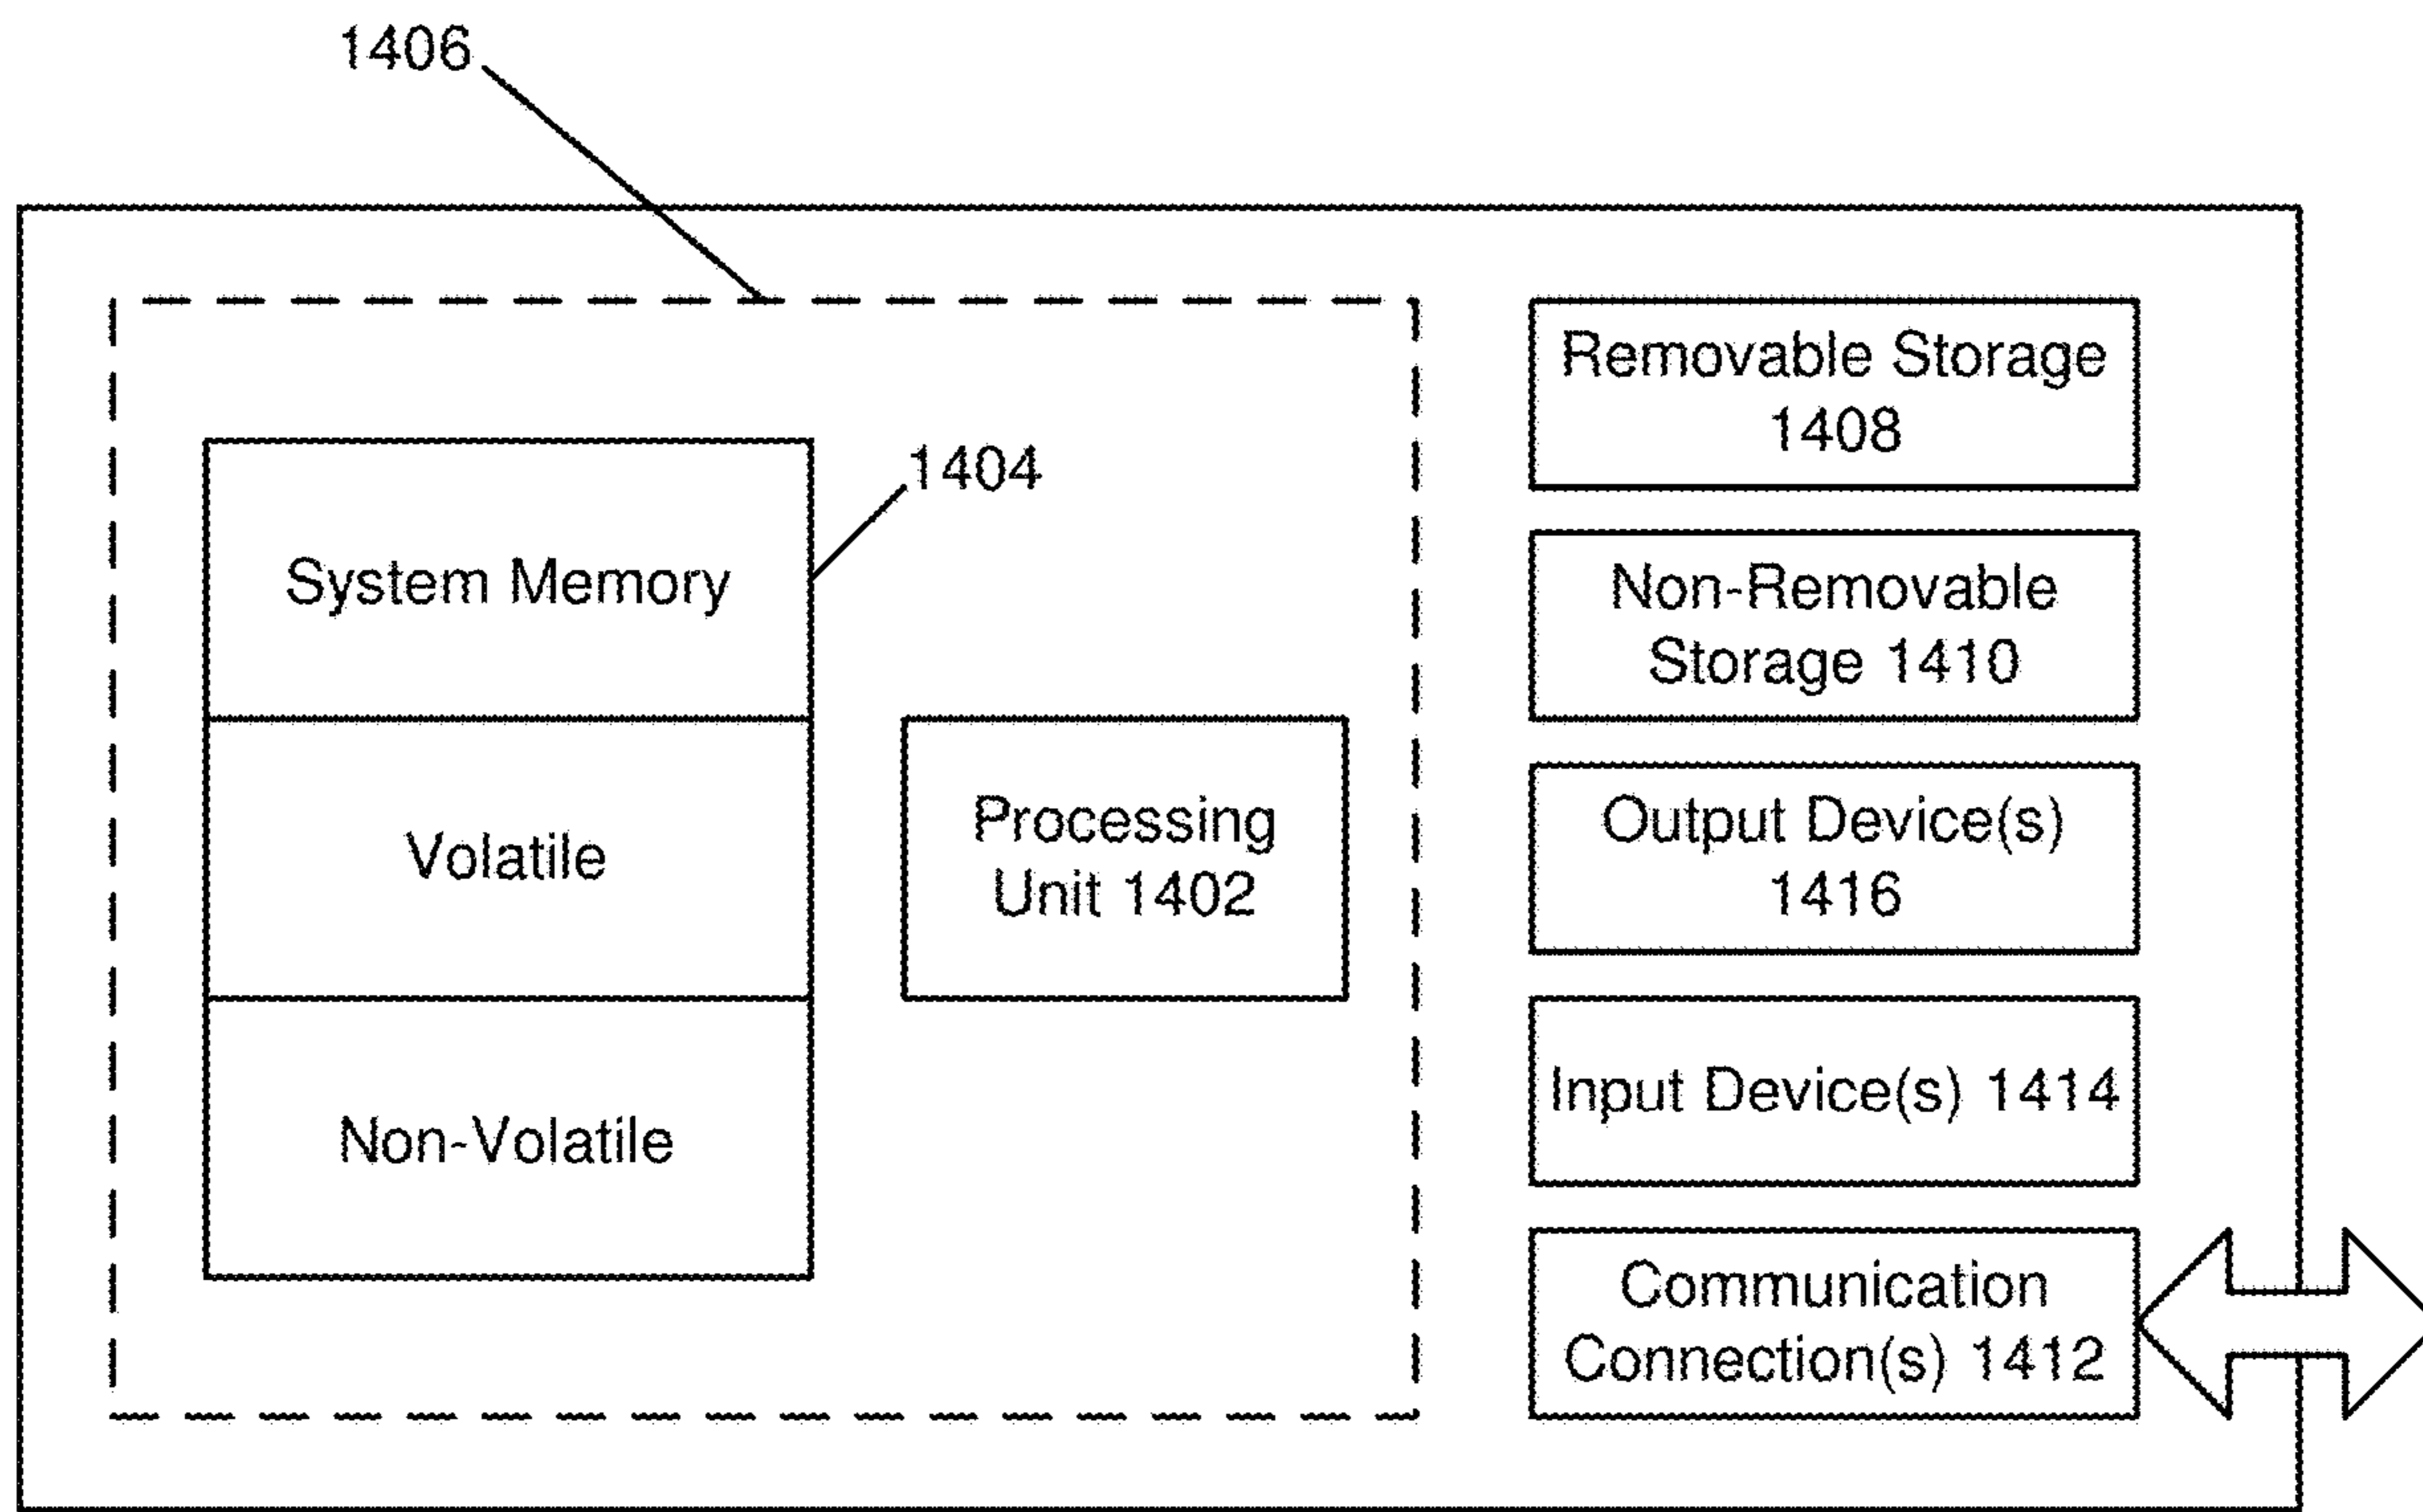 1406
1404
System Memory
Volatile
Non-Volatile
Processing
Unit 1402
Removable Storage
1408
Non-Removable
Storage 1410
Output Device(s)
1416
Input Device(s) 1414
Communication
Connection(s) 1412